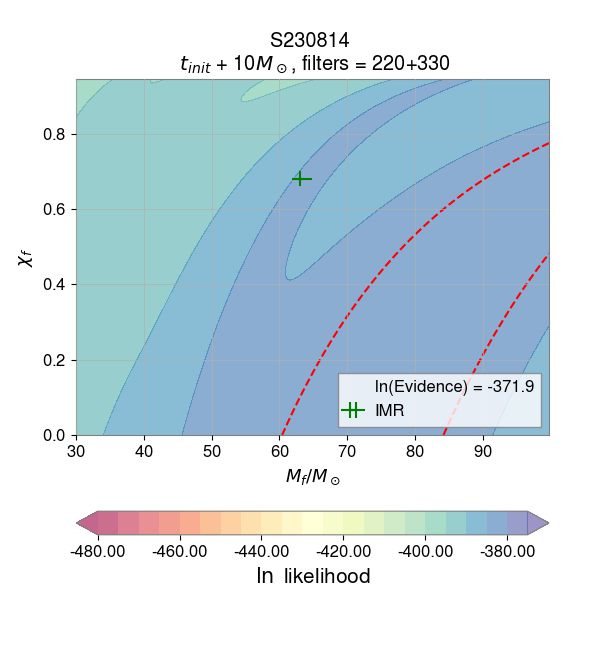 S230814
t_init + 10M_⊙, filters = 220+330
χ_f
0.8
0.6
0.4
0.2
0.0
ln(Evidence) = -371.9
IMR
30 40 50 60 70 80 90
M_f/M_⊙
-480.00 -460.00 -440.00 -420.00 -400.00 -380.00
ln likelihood